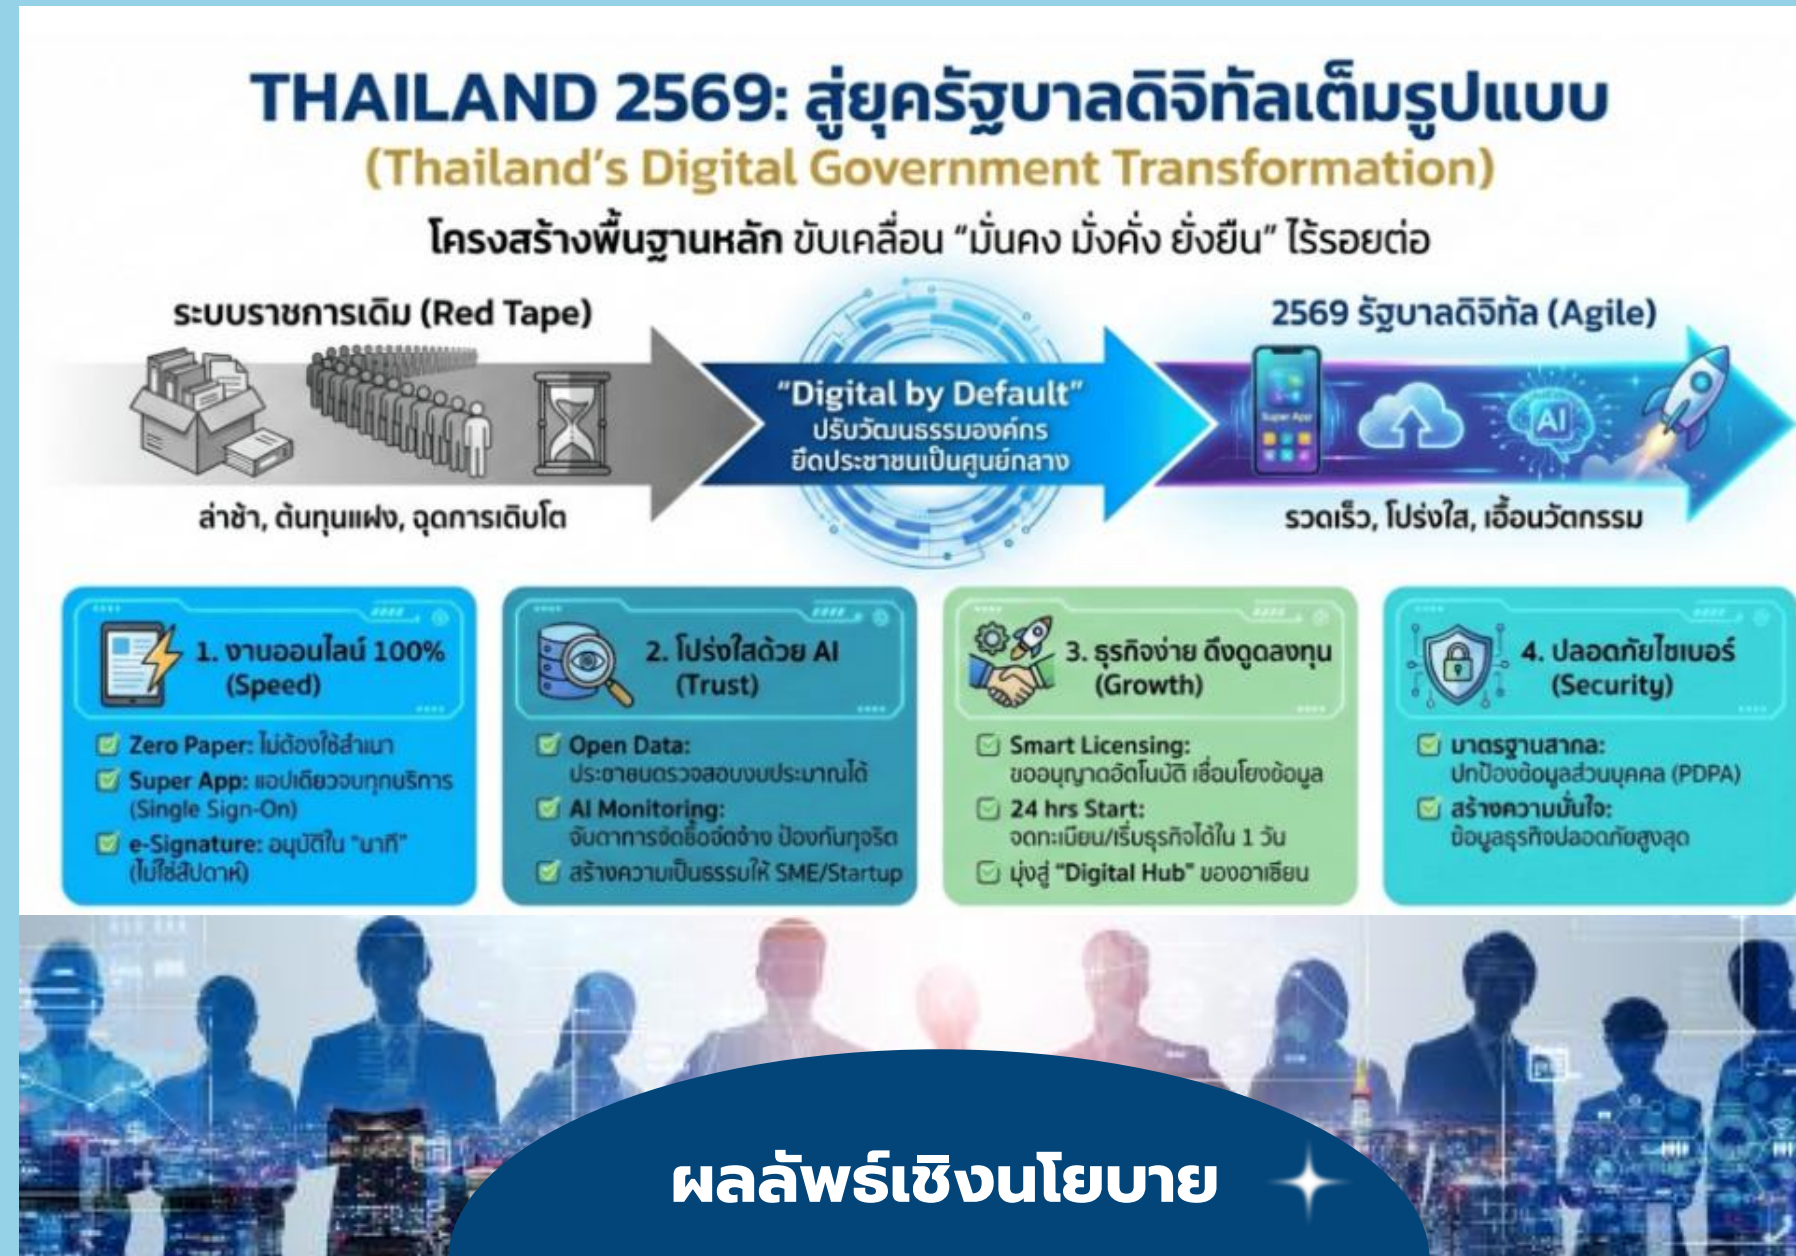 THAILAND 2569: สู่ยุครัฐบาลดิจิทัลเต็มรูปแบบ
(Thailand's Digital Government Transformation)
โครงสร้างพื้นฐานหลัก ขับเคลื่อน “มั่นคง มั่งคั่ง ยั่งยืน” ไร้รอยต่อ
ระบบราชการเดิม (Red Tape)
ล่าช้า, ต้นทุนแฝง, ฉุดการเติบโต
“Digital by Default”
ปรับวัฒนธรรมองค์กร
ยึดประชาชนเป็นศูนย์กลาง
2569 รัฐบาลดิจิทัล (Agile)
Super App
AI
รวดเร็ว, โปร่งใส, เอื้อนวัตกรรม
1. งานออนไลน์ 100%
(Speed)
Zero Paper: ไม่ต้องใช้สำเนา
Super App: แอปเดียวจบทุกบริการ
(Single Sign-On)
e-Signature: อนุมัติใน "นาที"
(ไม่ใช่สัปดาห์)
2. โปร่งใสด้วย AI
(Trust)
Open Data:
ประชาชนตรวจสอบงบประมาณได้
AI Monitoring:
จับตาการจัดซื้อจัดจ้าง ป้องกันทุจริต
สร้างความเป็นธรรมให้ SME/Startup
3. ธุรกิจง่าย ดึงดูดลงทุน
(Growth)
Smart Licensing:
ขออนุญาตอัตโนมัติ เชื่อมโยงข้อมูล
24 hrs Start:
จดทะเบียน/เริ่มธุรกิจได้ใน 1 วัน
มุ่งสู่ "Digital Hub" ของอาเซียน
4. ปลอดภัยไซเบอร์
(Security)
มาตรฐานสากล:
ปกป้องข้อมูลส่วนบุคคล (PDPA)
สร้างความมั่นใจ:
ข้อมูลธุรกิจปลอดภัยสูงสุด
ผลลัพธ์เชิงนโยบาย